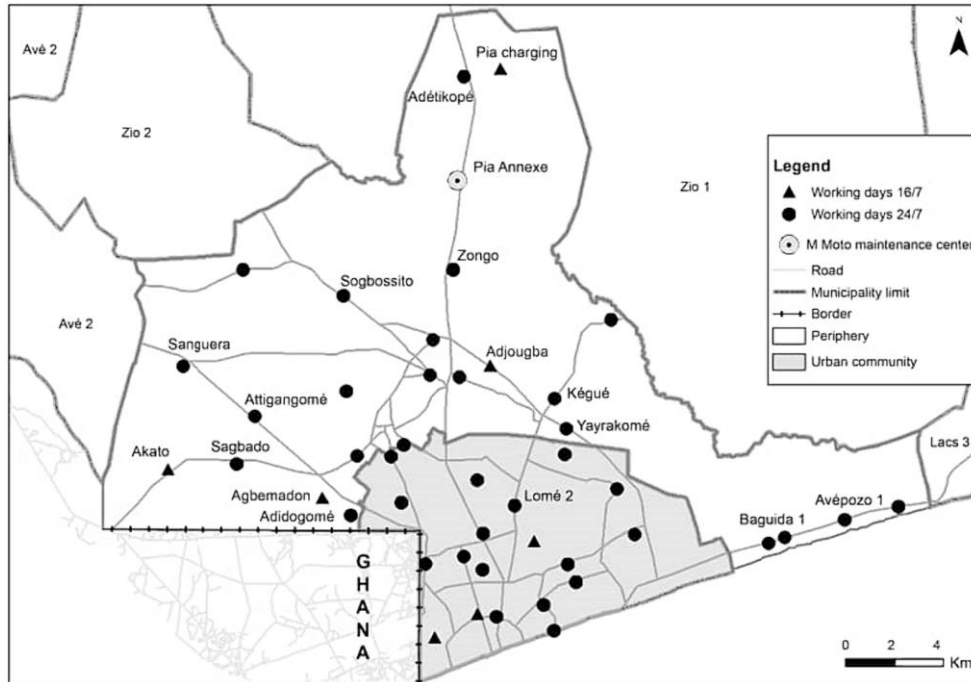 Avé 2
Pia charging
N
Adétikopé
Zio 2
Pia Annexe
Zio 1
Legend
Working days 16/7
Working days 24/7
M Moto maintenance center
Road
Municipality limit
Border
Periphery
Urban community
Zongo
Sogbossito
Avé 2
Sanguera
Adjougba
Attigangomé
Kégué
Yayrakomé
Akato
Sagbado
Lacs 3
Agbemadon
Adidogomé
Lomé 2
Avépozo 1
Baguida 1
GHANA
0 2 4
Km